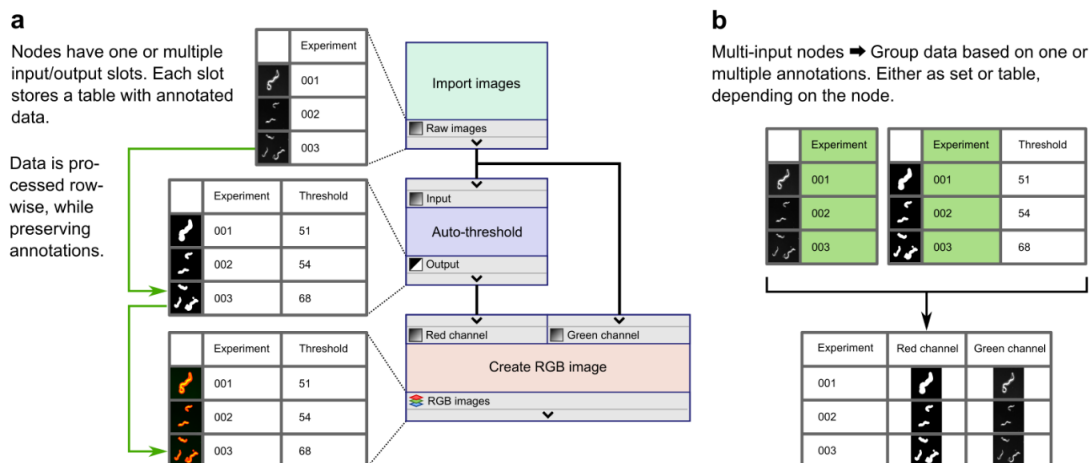 a
Nodes have one or multiple
input/output slots. Each slot
stores a table with annotated
data.
Data is pro-
cessed row-
wise, while
preserving
annotations.
Experiment
001
002
003
Import images
Raw images
Experiment Threshold
001 51
002 54
003 68
Input
Auto-threshold
Output
Experiment Threshold
001 51
002 54
003 68
Red channel Green channel
Create RGB image
RGB images
b
Multi-input nodes ➡ Group data based on one or
multiple annotations. Either as set or table,
depending on the node.
Experiment
001
002
003
Experiment Threshold
001 51
002 54
003 68
Experiment Red channel Green channel
001
002
003